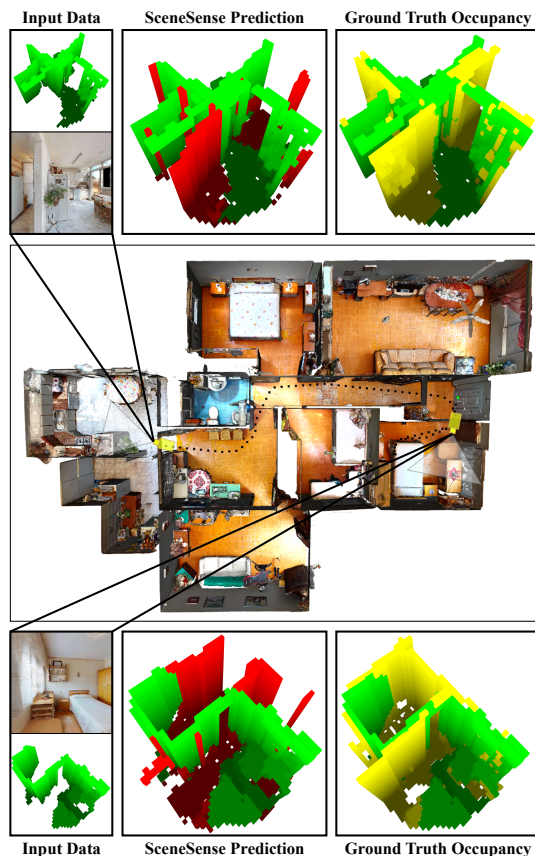 Input Data
SceneSense Prediction
Ground Truth Occupancy
Input Data
SceneSense Prediction
Ground Truth Occupancy